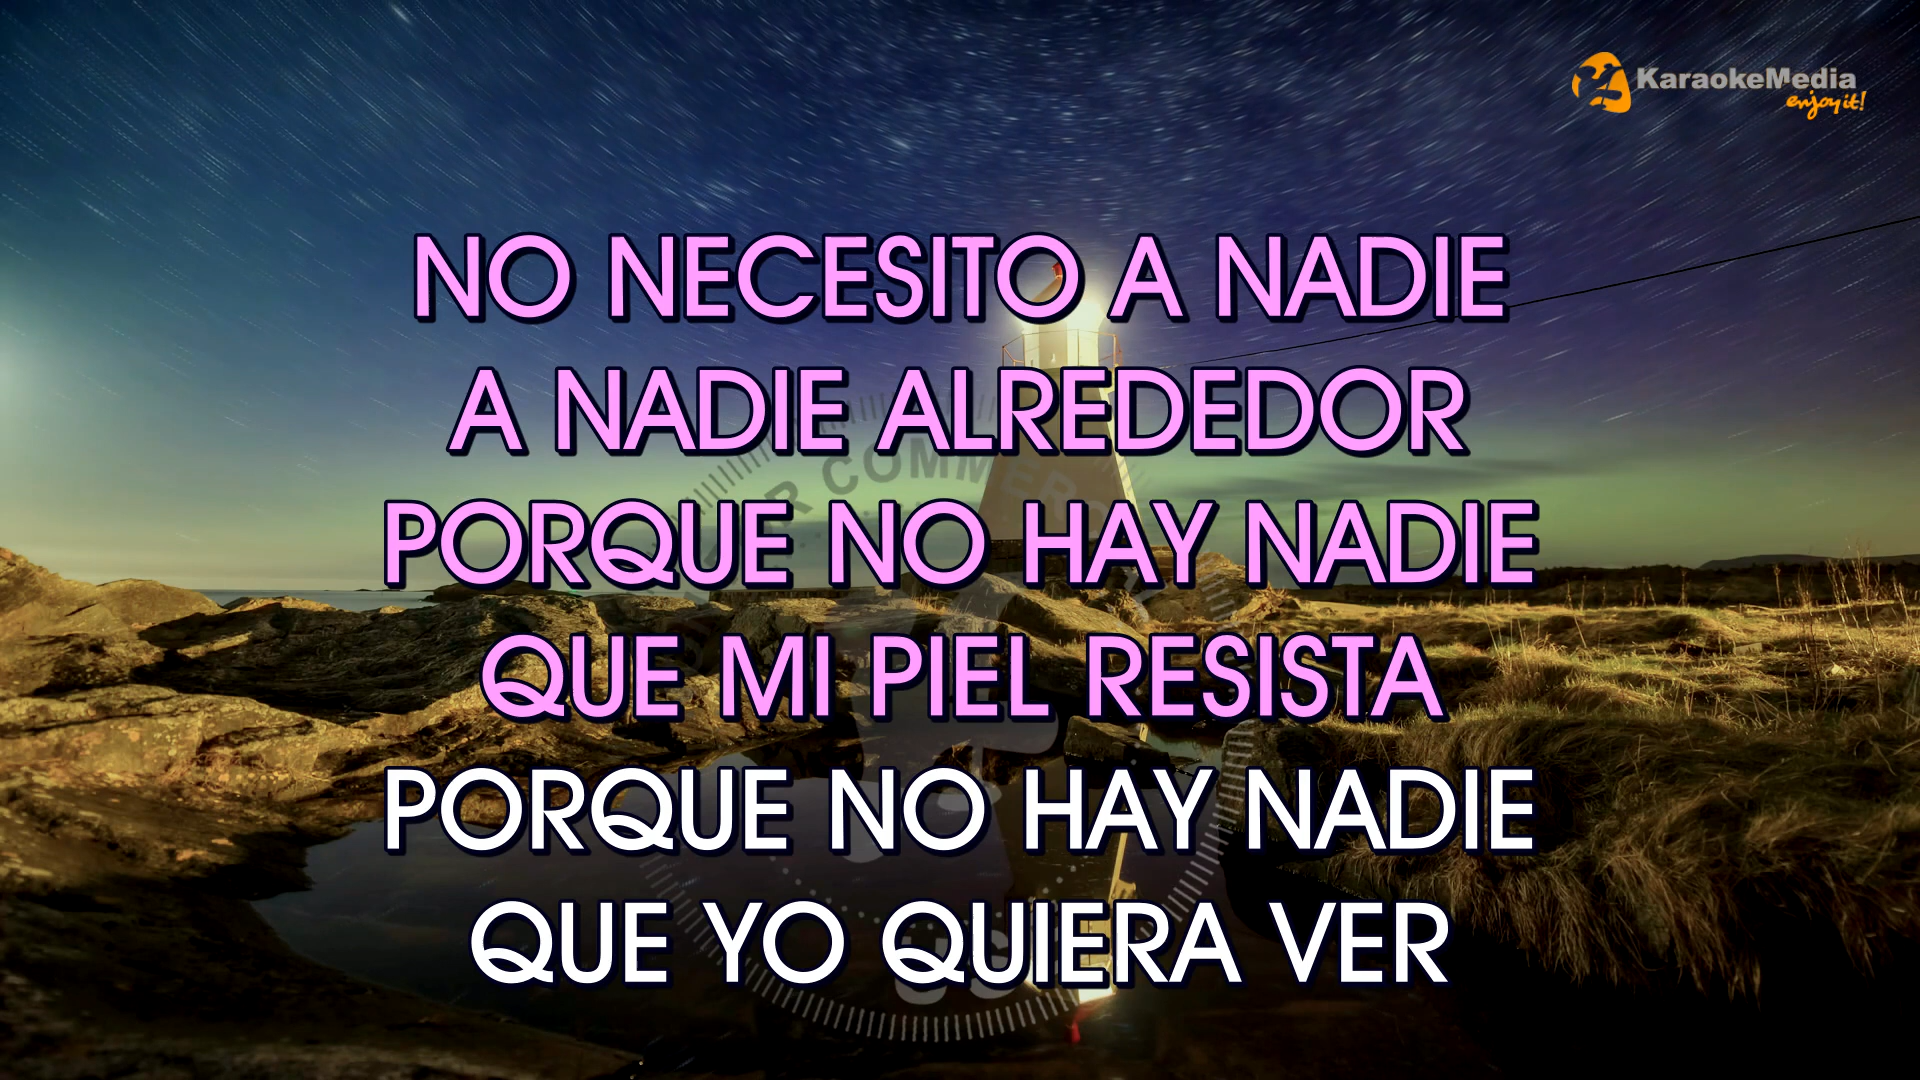 KaraokeMedia
enjoy it!
NO NECESITO A NADIE
A NADIE ALREDEDOR
PORQUE NO HAY NADIE
QUE MI PIEL RESISTA
PORQUE NO HAY NADIE
QUE YO QUIERA VER